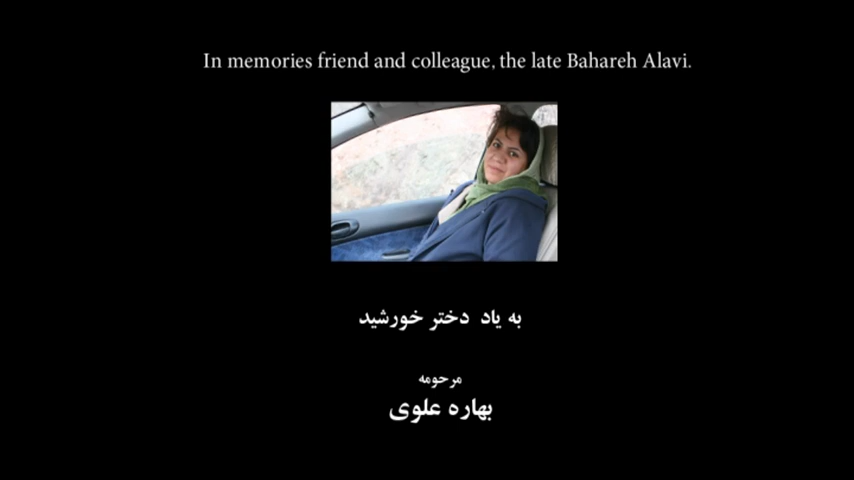 In memories friend and colleague, the late Bahareh Alavi.
به یاد دختر خورشید
مرحومه
بهاره علوی